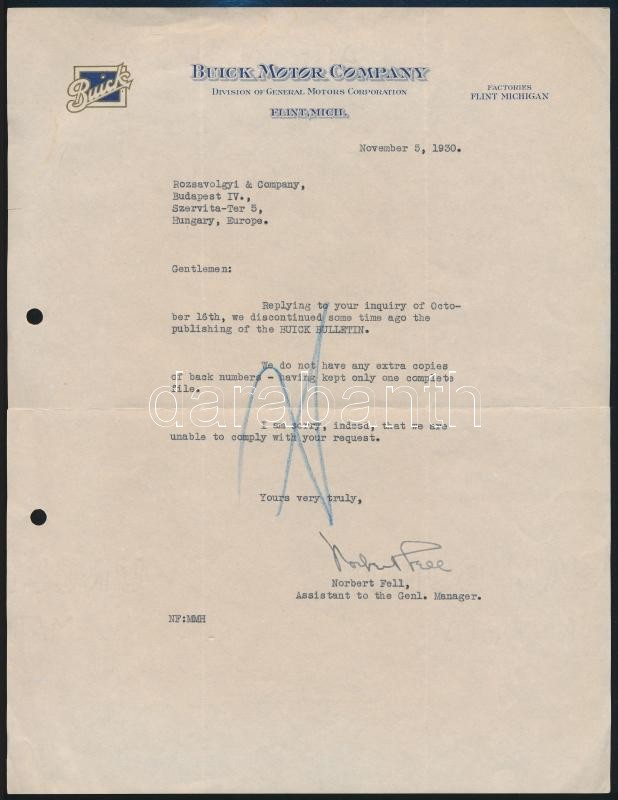 Buick
BUICK MOTOR COMPANY
DIVISION OF GENERAL MOTORS CORPORATION
FLINT, MICH.
FACTORIES
FLINT MICHIGAN
November 5, 1930.
Rozsavolgyi & Company,
Budapest IV.,
Szervita-Ter 5,
Hungary, Europe.
Gentlemen:
Replying to your inquiry of Octo-
ber 16th, we discontinued some time ago the
publishing of the BUICK BULLETIN.
We do not have any extra copies
of back numbers - having kept only one complete
file.
darabanth
I am sorry, indeed, that we are
unable to comply with your request.
Yours very truly,
Norbert Fell
Norbert Fell,
Assistant to the Genl. Manager.
NF:MMH